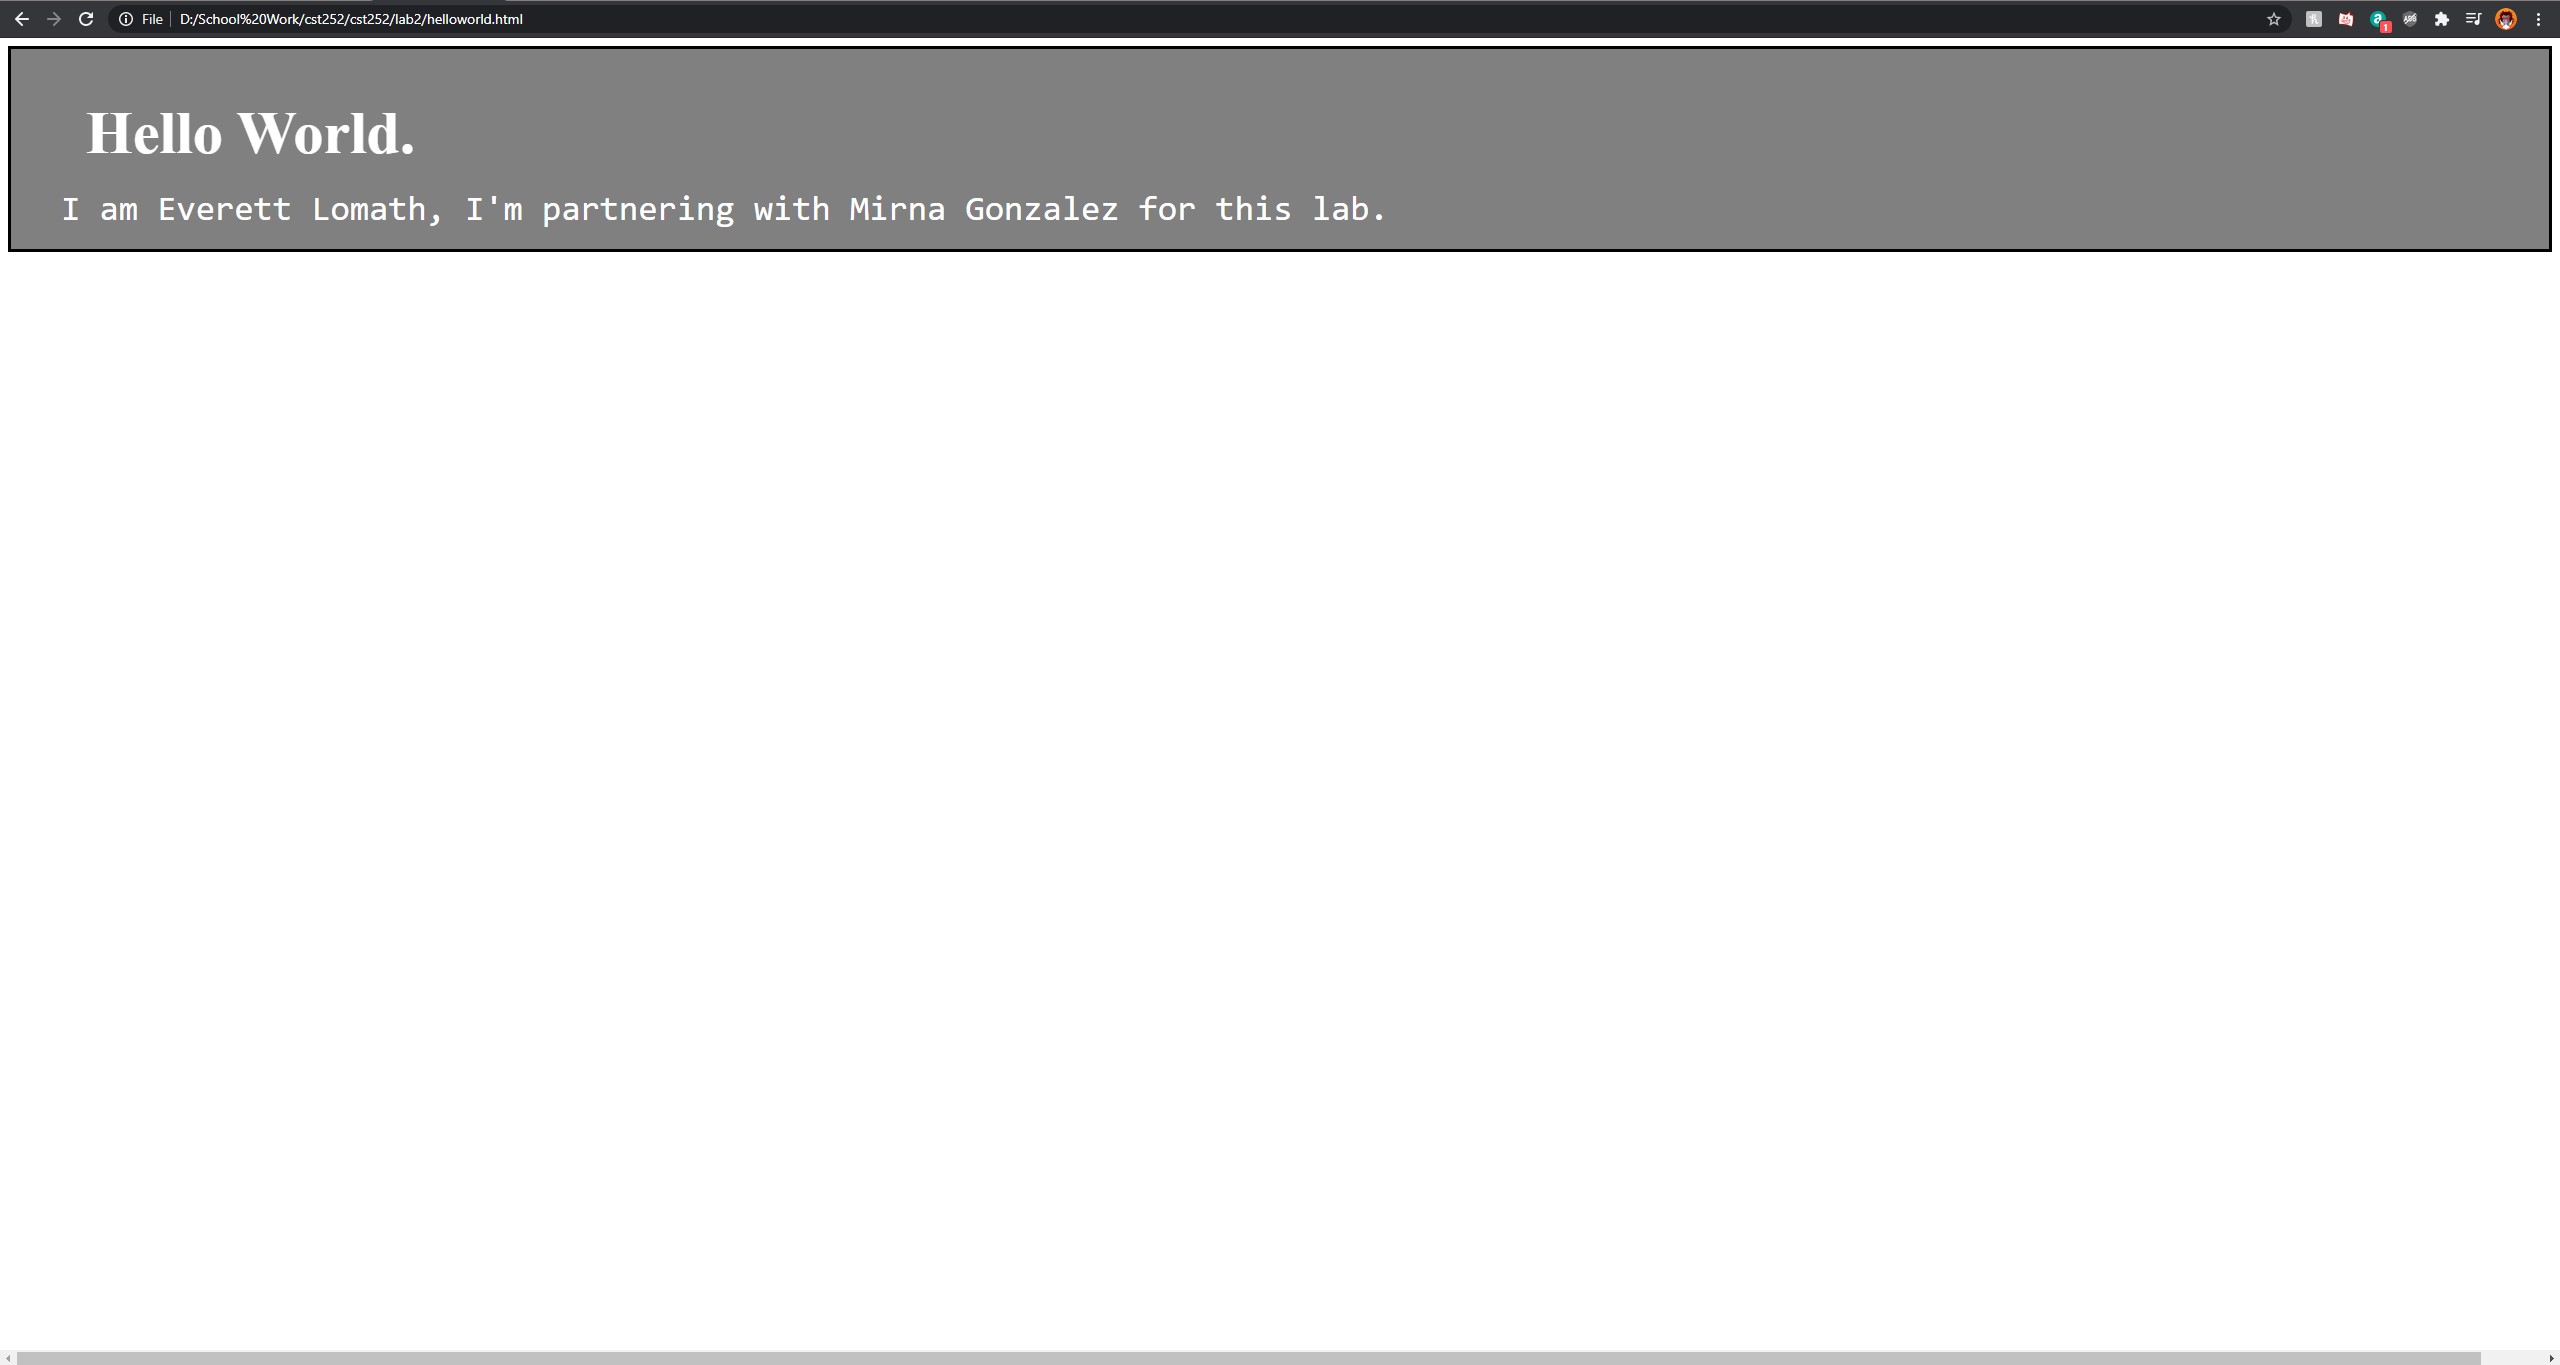 File D:/School%20Work/cst252/cst252/lab2/helloworld.html
1
Hello World.
I am Everett Lomath, I'm partnering with Mirna Gonzalez for this lab.